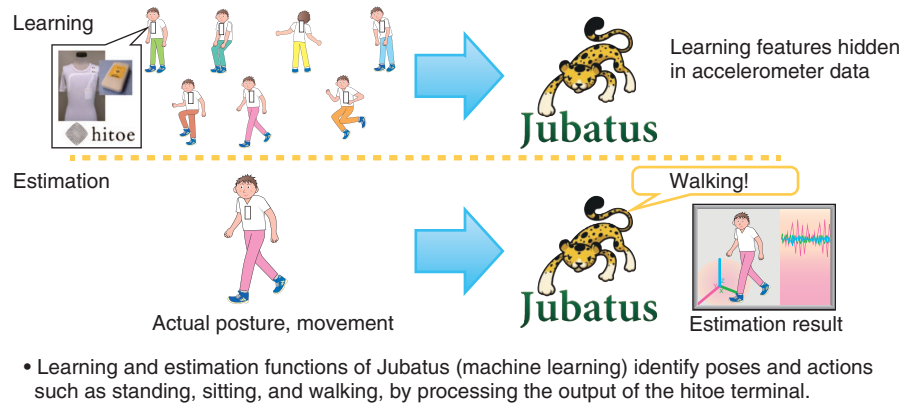 Learning
hitoe
Jubatus
Learning features hidden
in accelerometer data
Estimation
Walking!
Jubatus
Actual posture, movement
Estimation result
• Learning and estimation functions of Jubatus (machine learning) identify poses and actions
such as standing, sitting, and walking, by processing the output of the hitoe terminal.